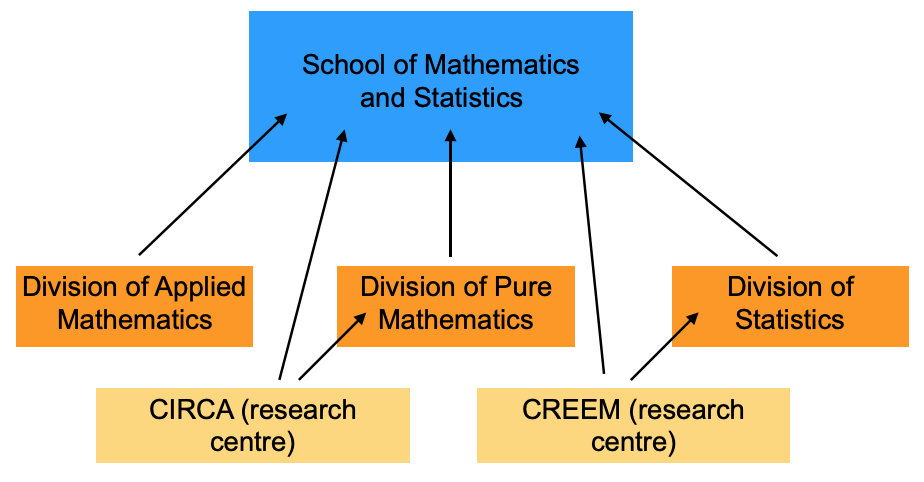 School of Mathematics
and Statistics
Division of Applied
Mathematics
Division of Pure
Mathematics
Division of
Statistics
CIRCA (research
centre)
CREEM (research
centre)